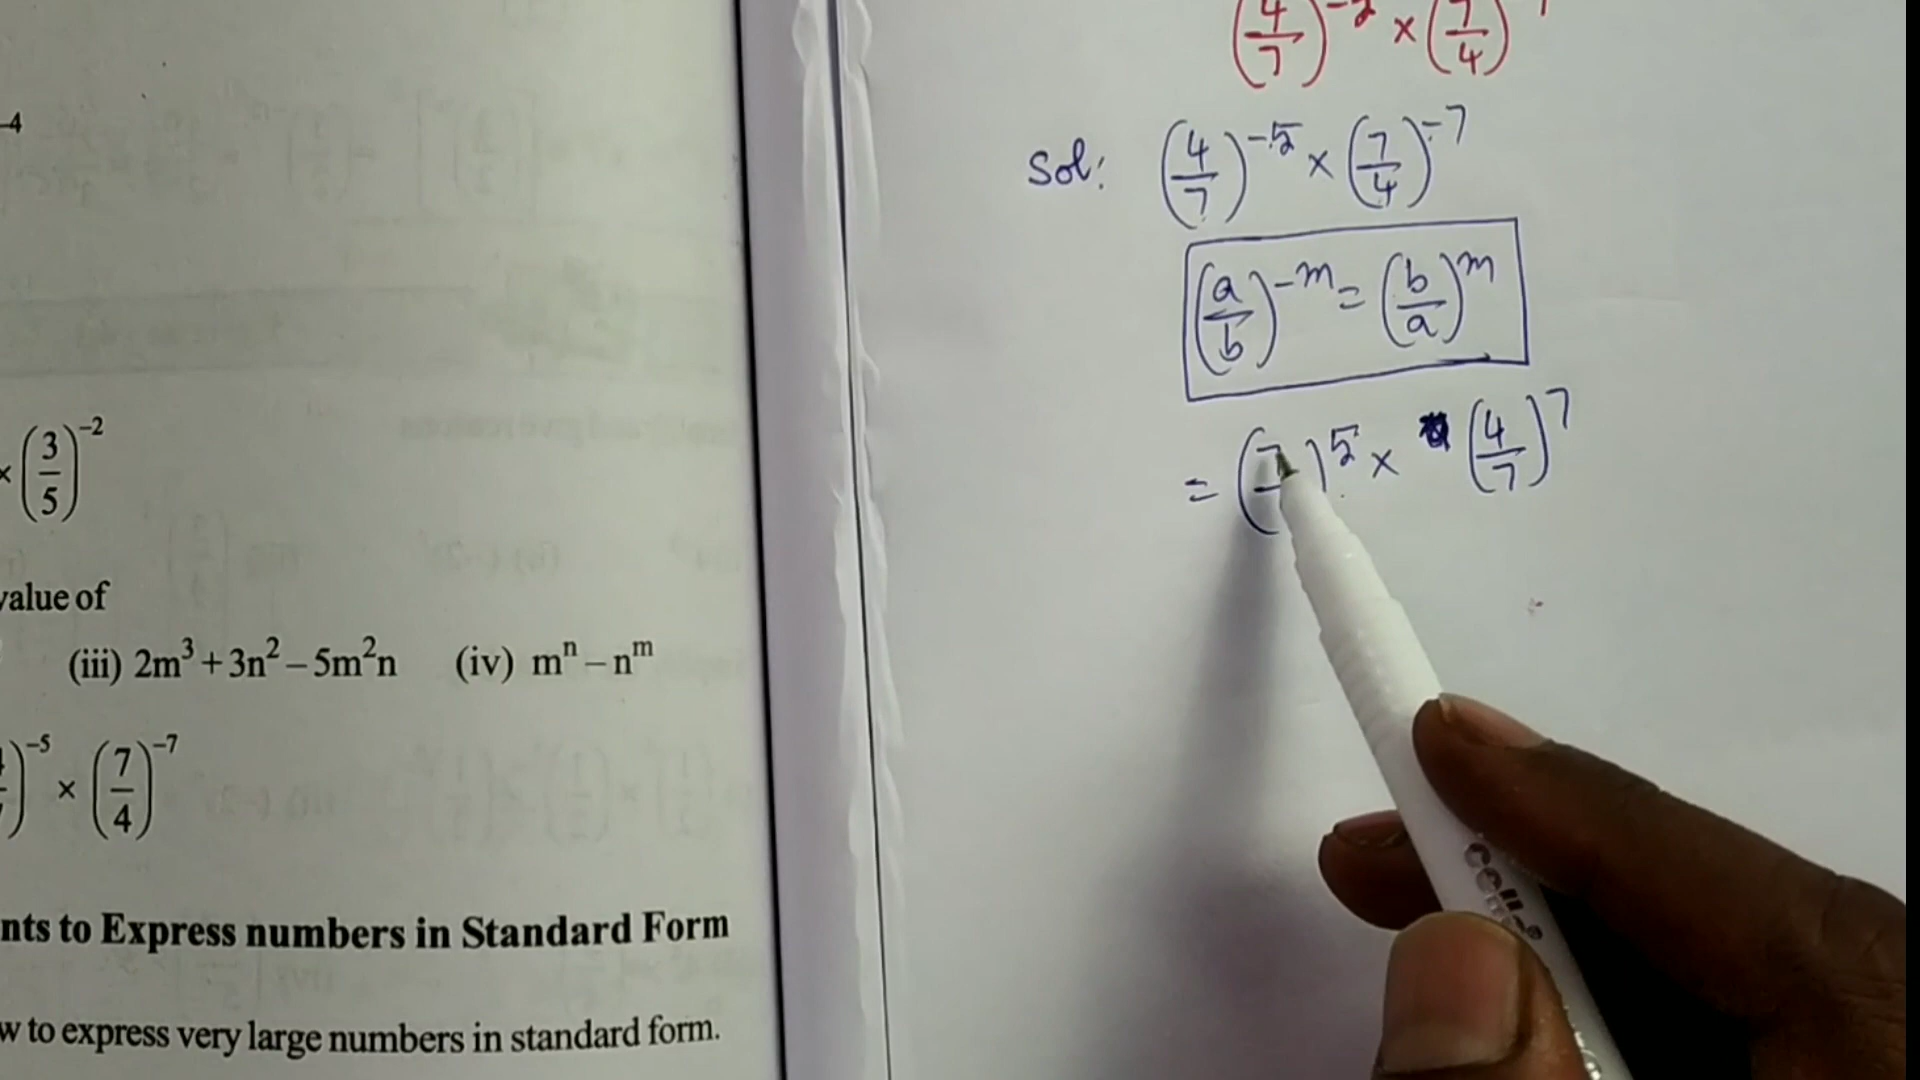 –4
× (3/5)⁻²
value of
(iii) 2m³ + 3n² – 5m²n (iv) mⁿ – nᵐ
)⁻⁵ × (7/4)⁻⁷
nts to Express numbers in Standard Form
w to express very large numbers in standard form.
(4/7) × (7/4)
Sol: (4/7)⁻⁵ × (7/4)⁻⁷
(a/b)⁻ᵐ = (b/a)ᵐ
= (7/ )⁵ × (4/7)⁷
cello